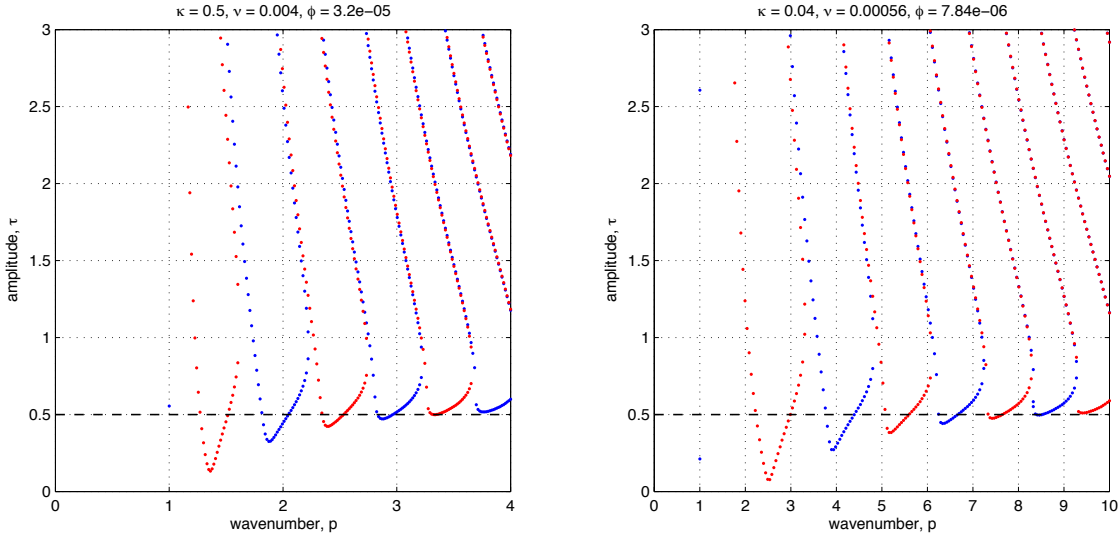 κ = 0.5, ν = 0.004, φ = 3.2e−05
3
2.5
2
1.5
1
0.5
0
amplitude, τ
0 1 2 3 4
wavenumber, p
κ = 0.04, ν = 0.00056, φ = 7.84e−06
3
2.5
2
1.5
1
0.5
0
amplitude, τ
0 1 2 3 4 5 6 7 8 9 10
wavenumber, p